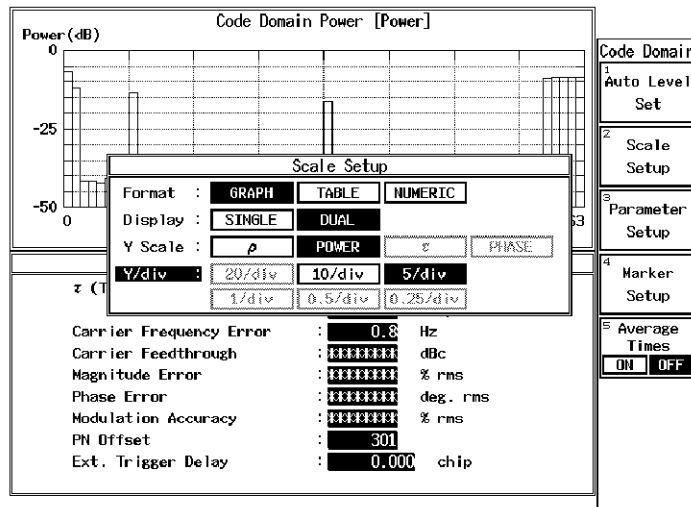 Code Domain Power [Power]
Power(dB)
0
-25
-50
0
63
Scale Setup
Format : GRAPH TABLE NUMERIC
Display : SINGLE DUAL
Y Scale : ρ POWER τ PHASE
Y/div : 20/div 10/div 5/div
1/div 0.5/div 0.25/div
τ (T
Carrier Frequency Error : 0.8 Hz
Carrier Feedthrough : ******** dBc
Magnitude Error : ******** % rms
Phase Error : ******** deg. rms
Modulation Accuracy : ******** % rms
PN Offset : 301
Ext. Trigger Delay : 0.000 chip
Code Domain
1
Auto Level
Set
2
Scale
Setup
3
Parameter
Setup
4
Marker
Setup
5
Average
Times
ON OFF